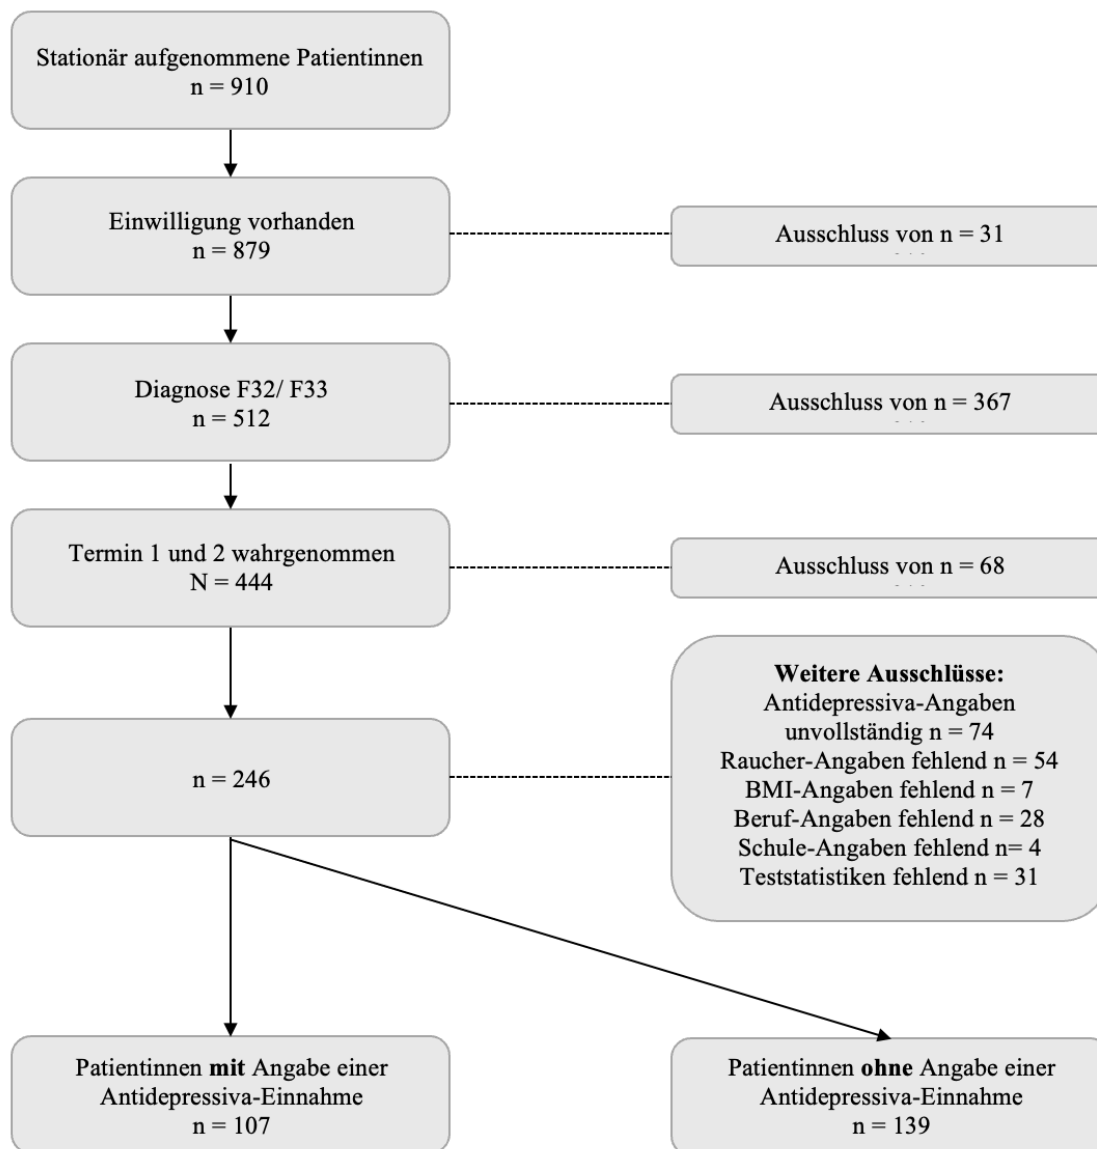 Stationär aufgenommene Patientinnen
n = 910
Einwilligung vorhanden
n = 879
Ausschluss von n = 31
Diagnose F32/ F33
n = 512
Ausschluss von n = 367
Termin 1 und 2 wahrgenommen
N = 444
Ausschluss von n = 68
Weitere Ausschlüsse:
Antidepressiva-Angaben
unvollständig n = 74
Raucher-Angaben fehlend n = 54
BMI-Angaben fehlend n = 7
Beruf-Angaben fehlend n = 28
Schule-Angaben fehlend n= 4
Teststatistiken fehlend n = 31
n = 246
Patientinnen mit Angabe einer
Antidepressiva-Einnahme
n = 107
Patientinnen ohne Angabe einer
Antidepressiva-Einnahme
n = 139